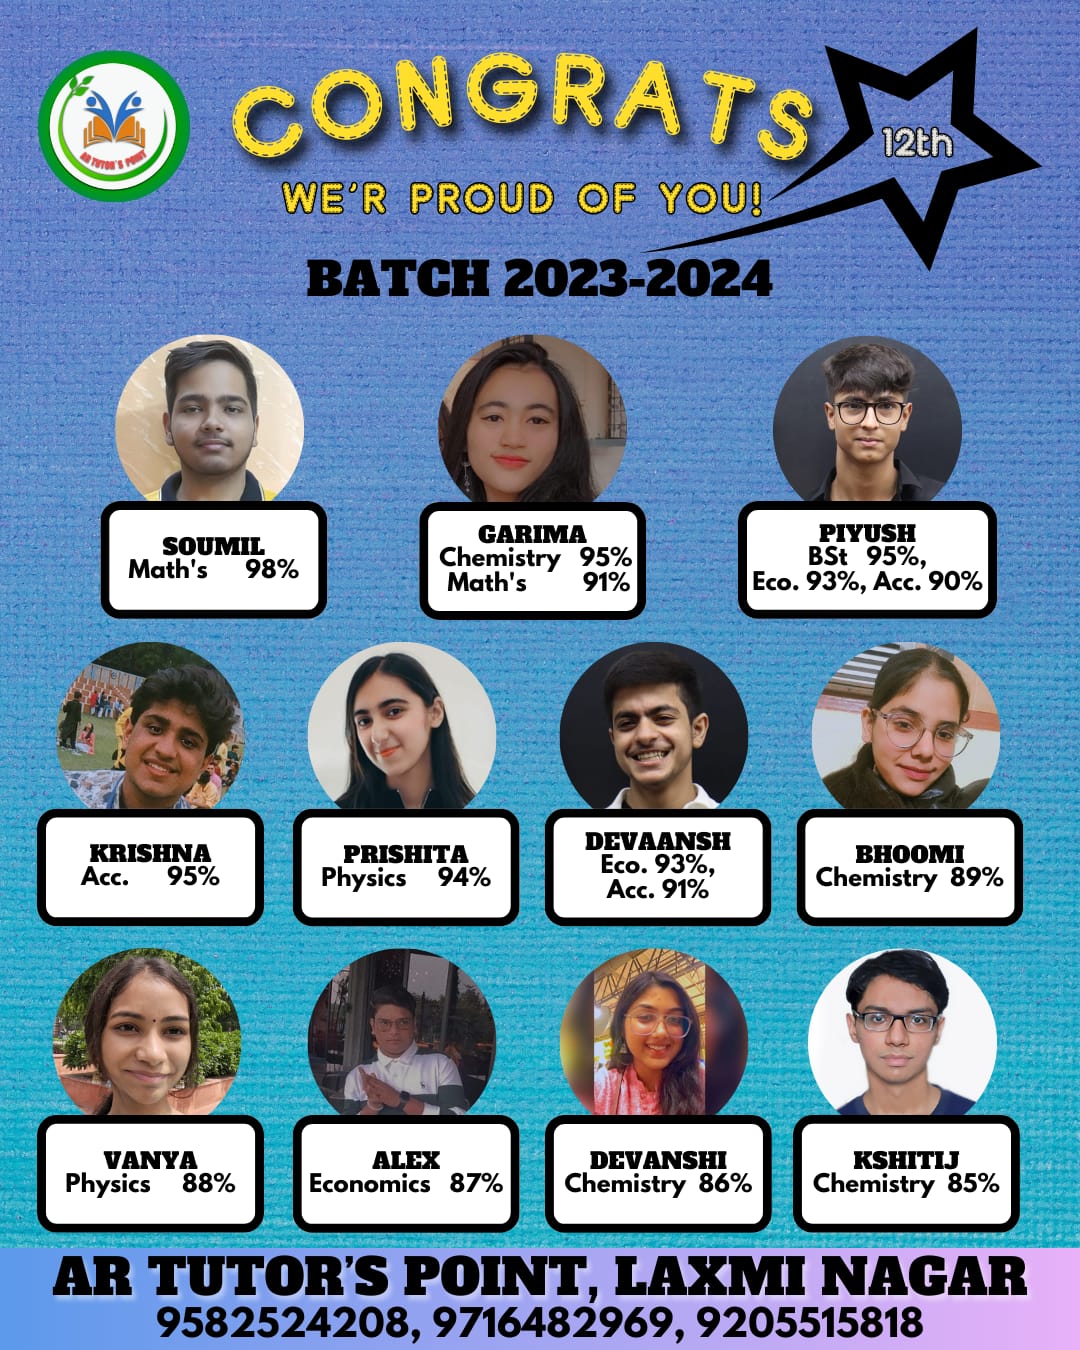 CONGRATS
12th
AR TUTOR'S POINT
WE'R PROUD OF YOU!
BATCH 2023-2024
SOUMIL
Math's 98%
GARIMA
Chemistry 95%
Math's 91%
PIYUSH
BSt 95%,
Eco. 93%, Acc. 90%
KRISHNA
Acc. 95%
PRISHITA
Physics 94%
DEVAANSH
Eco. 93%,
Acc. 91%
BHOOMI
Chemistry 89%
VANYA
Physics 88%
ALEX
Economics 87%
DEVANSHI
Chemistry 86%
KSHITIJ
Chemistry 85%
AR TUTOR'S POINT, LAXMI NAGAR
9582524208, 9716482969, 9205515818